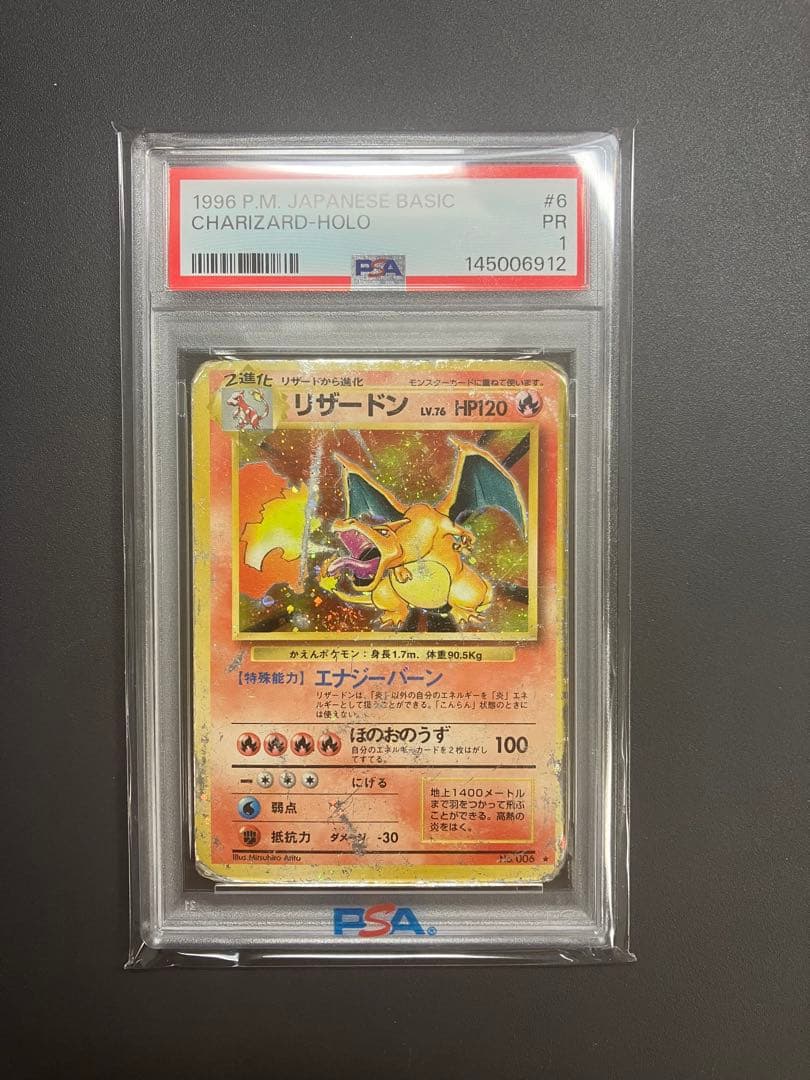 1996 P.M. JAPANESE BASIC #6
CHARIZARD-HOLO PR
1
PSA 145006912
2進化 リザードから進化 モンスターカードに重ねて使います。
リザードン LV.76 HP120
かえんポケモン：身長1.7m、体重90.5Kg
【特殊能力】エナジーバーン
リザードンは、「炎」以外の自分のエネルギーを「炎」エネ
ルギーとして扱うことができる。「こんらん」状態のときに
は使えない。
ほのおのうず 100
自分のエネルギーカードを2枚はがし
てすてる。
にげる
弱点
抵抗力 ダメージ -30
地上1400メートル
まで羽をつかって飛ぶ
ことができる。高熱の
炎をはく。
Illus. Mitsuhiro Arita No.006 ★
PSA®